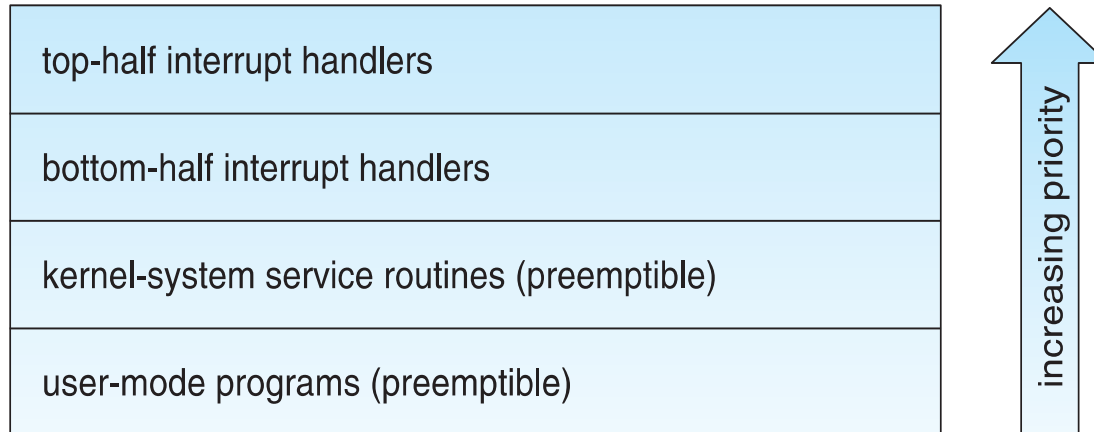 top-half interrupt handlers
bottom-half interrupt handlers
kernel-system service routines (preemptible)
user-mode programs (preemptible)
increasing priority